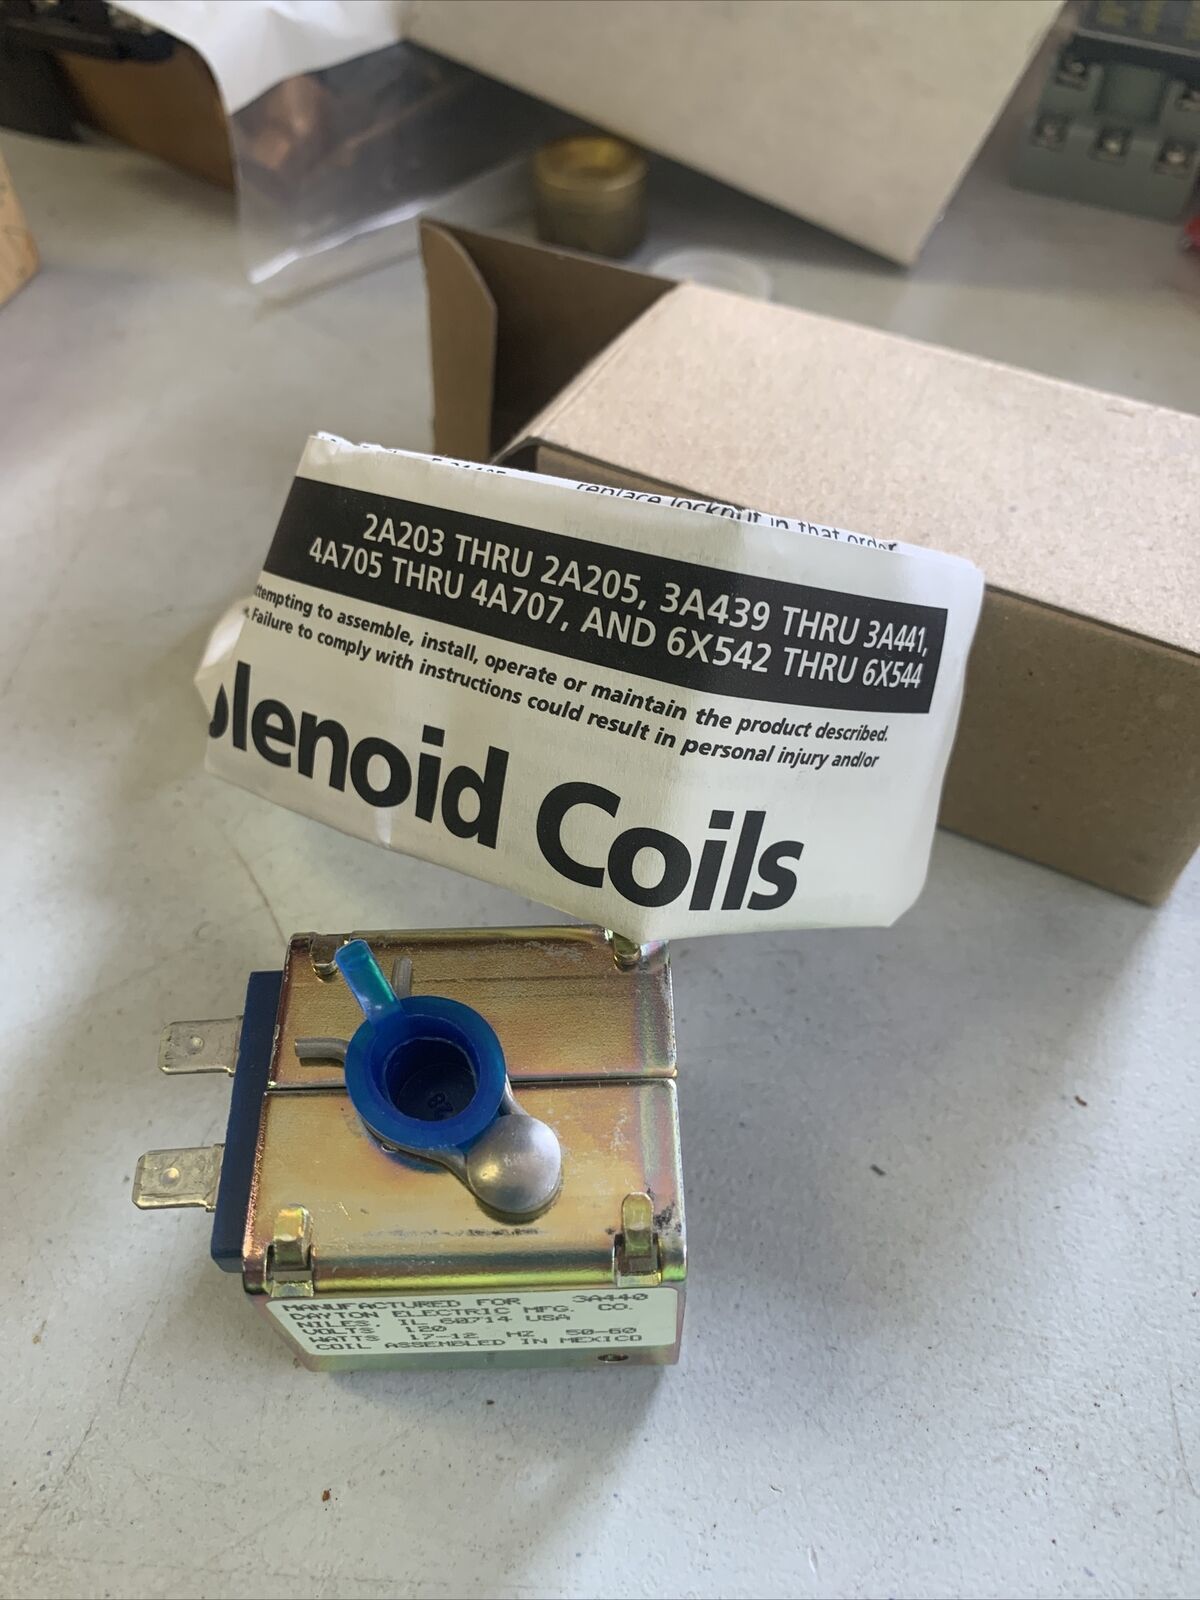 replace locknut in that order
2A203 THRU 2A205, 3A439 THRU 3A441,
4A705 THRU 4A707, AND 6X542 THRU 6X544
ttempting to assemble, install, operate or maintain the product described.
Failure to comply with instructions could result in personal injury and/or
olenoid Coils
87
MANUFACTURED FOR 3A440
DAYTON ELECTRIC MFG. CO.
NILES, IL 60714 USA
VOLTS 120
WATTS 17-12 HZ 50-60
COIL ASSEMBLED IN MEXICO